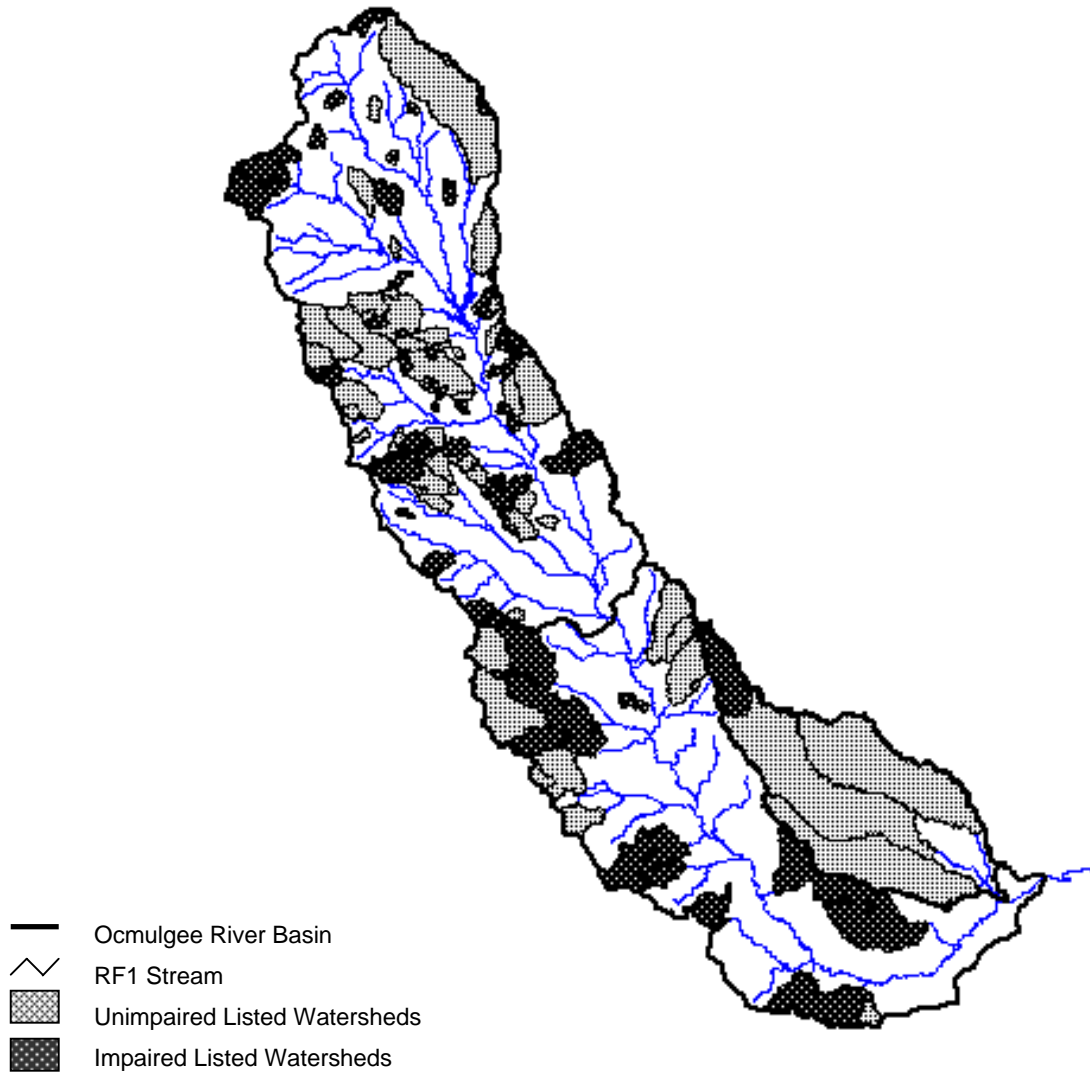 Ocmulgee River Basin
RF1 Stream
Unimpaired Listed Watersheds
Impaired Listed Watersheds